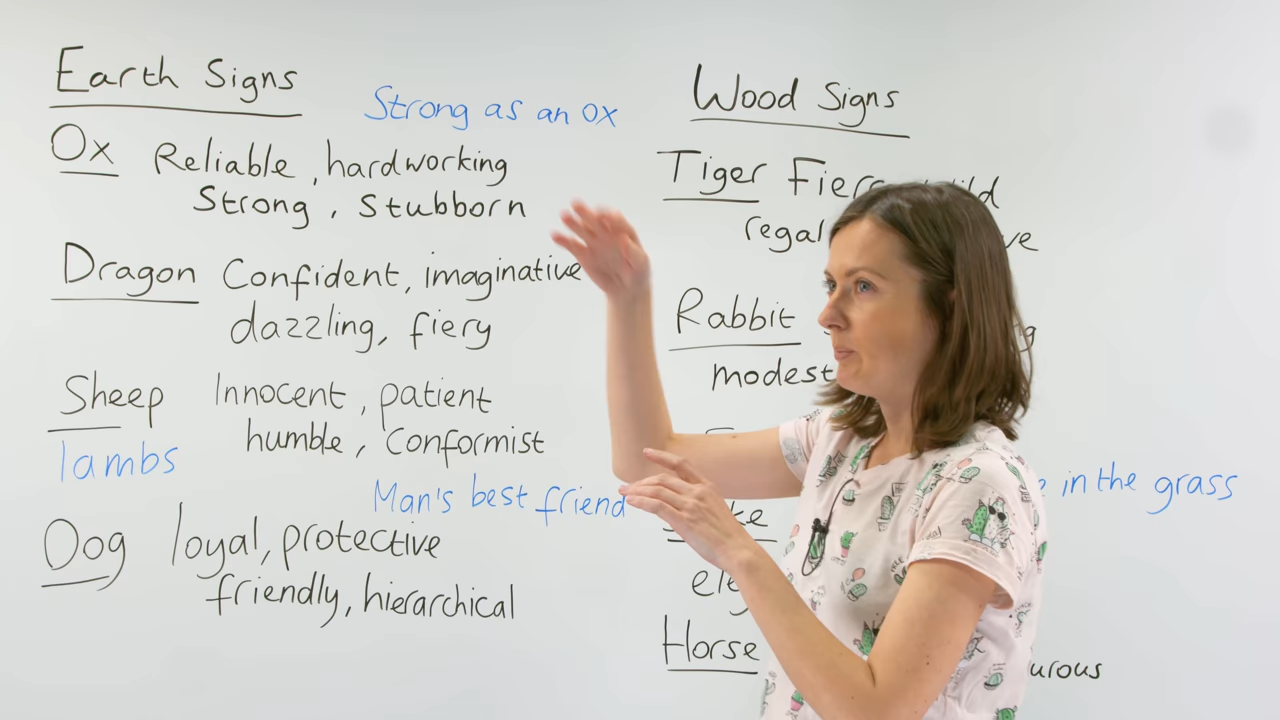 Earth Signs
Strong as an ox
Ox Reliable, hardworking
Strong, Stubborn
Dragon Confident, imaginative
dazzling, fiery
Sheep Innocent, patient
humble, Conformist
lambs
Man's best friend
Dog loyal, protective
friendly, hierarchical
Wood Signs
Tiger
Rabbit
modest
in the grass
Horse